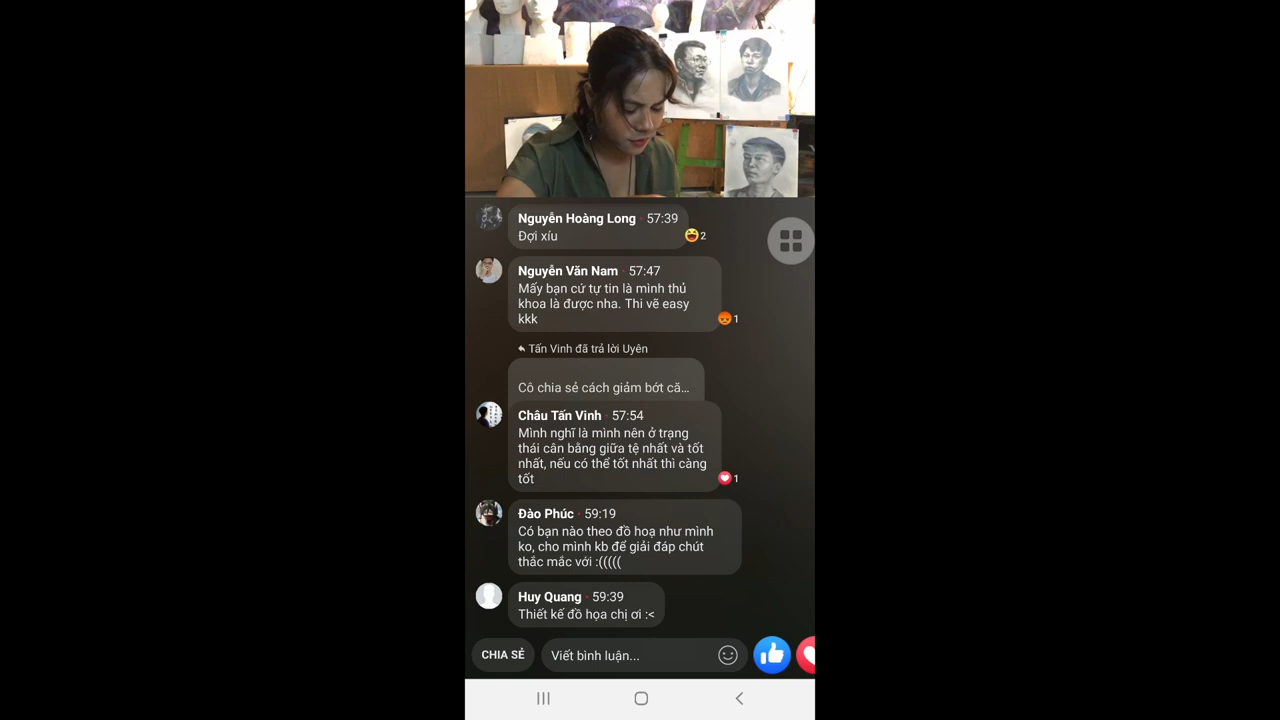 Nguyễn Hoàng Long · 57:39
Đợi xíu
2
Nguyễn Văn Nam · 57:47
Mấy bạn cứ tự tin là mình thủ
khoa là được nha. Thi vẽ easy
kkk
1
Tấn Vinh đã trả lời Uyên
Cô chia sẻ cách giảm bớt că...
Châu Tấn Vinh · 57:54
Mình nghĩ là mình nên ở trạng
thái cân bằng giữa tệ nhất và tốt
nhất, nếu có thể tốt nhất thì càng
tốt
1
Đào Phúc · 59:19
Có bạn nào theo đồ hoạ như mình
ko, cho mình kb để giải đáp chút
thắc mắc với :(((((
Huy Quang · 59:39
Thiết kế đồ họa chị ơi :<
CHIA SẺ
Viết bình luận...